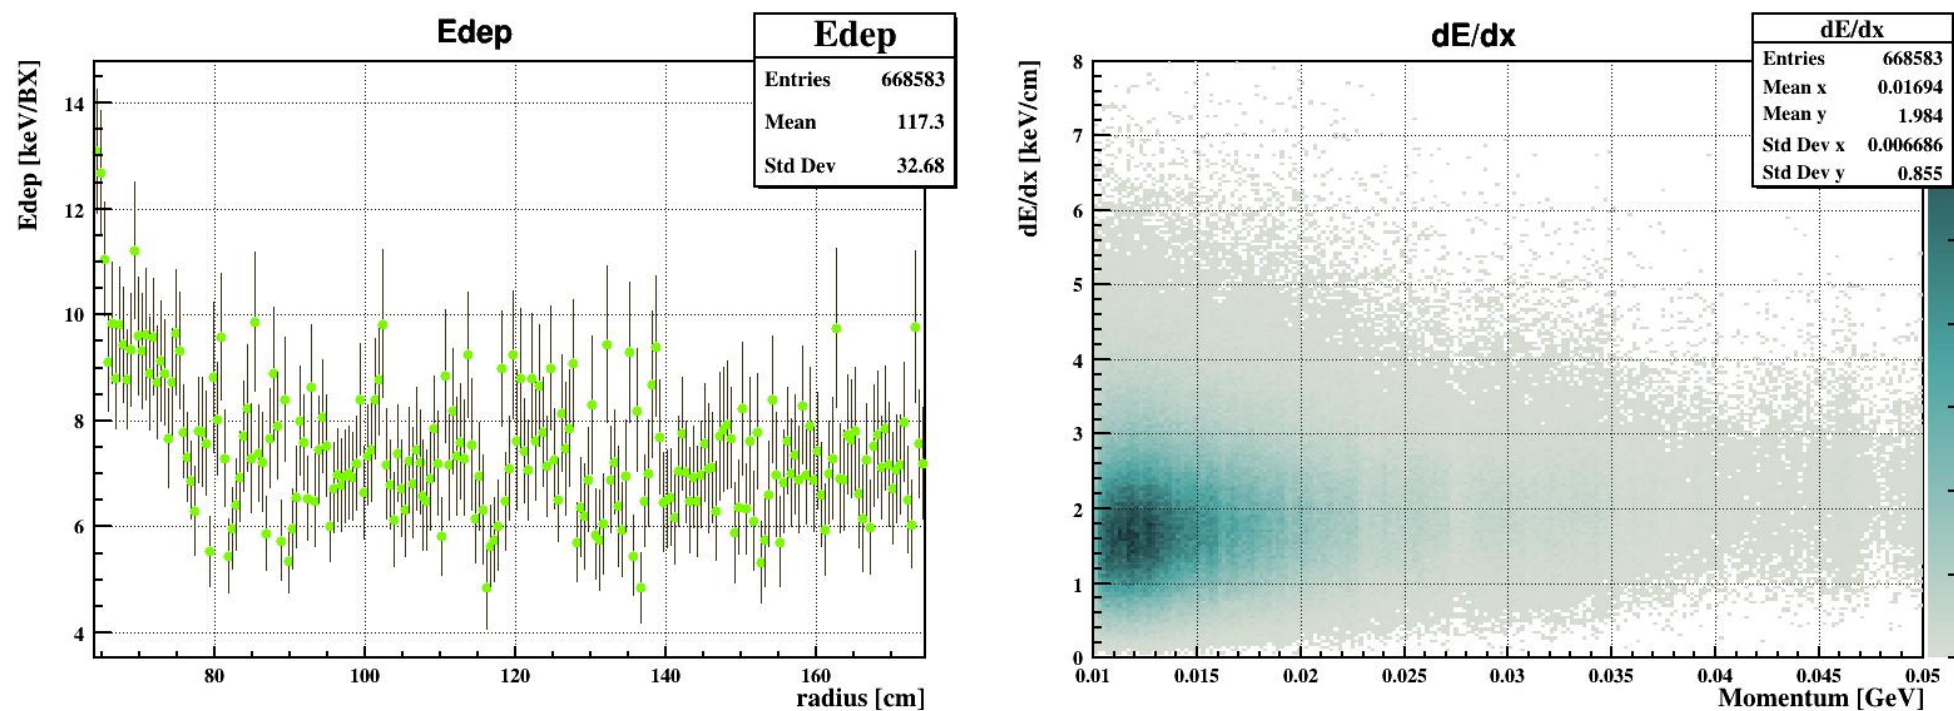 Edep
Edep
Entries 668583
Mean 117.3
Std Dev 32.68
Edep [keV/BX]
14
12
10
8
6
4
80 100 120 140 160
radius [cm]
dE/dx
dE/dx
Entries 668583
Mean x 0.01694
Mean y 1.984
Std Dev x 0.006686
Std Dev y 0.855
dE/dx [keV/cm]
8
7
6
5
4
3
2
1
0
0.01 0.015 0.02 0.025 0.03 0.035 0.04 0.045 0.05
Momentum [GeV]